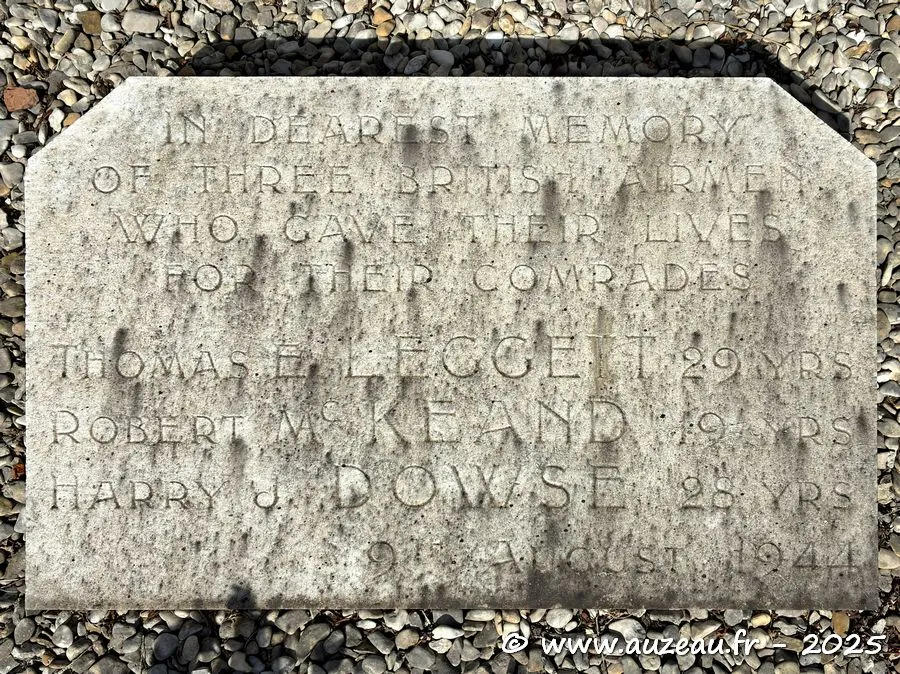 IN DEAREST MEMORY
OF THREE BRITISH AIRMEN
WHO GAVE THEIR LIVES
FOR THEIR COMRADES
THOMAS E. LEGGETT 29 YRS
ROBERT Mᶜ KEAND 19 YRS
HARRY J. DOWSE 28 YRS
9TH AUGUST 1944
© www.auzeau.fr - 2025